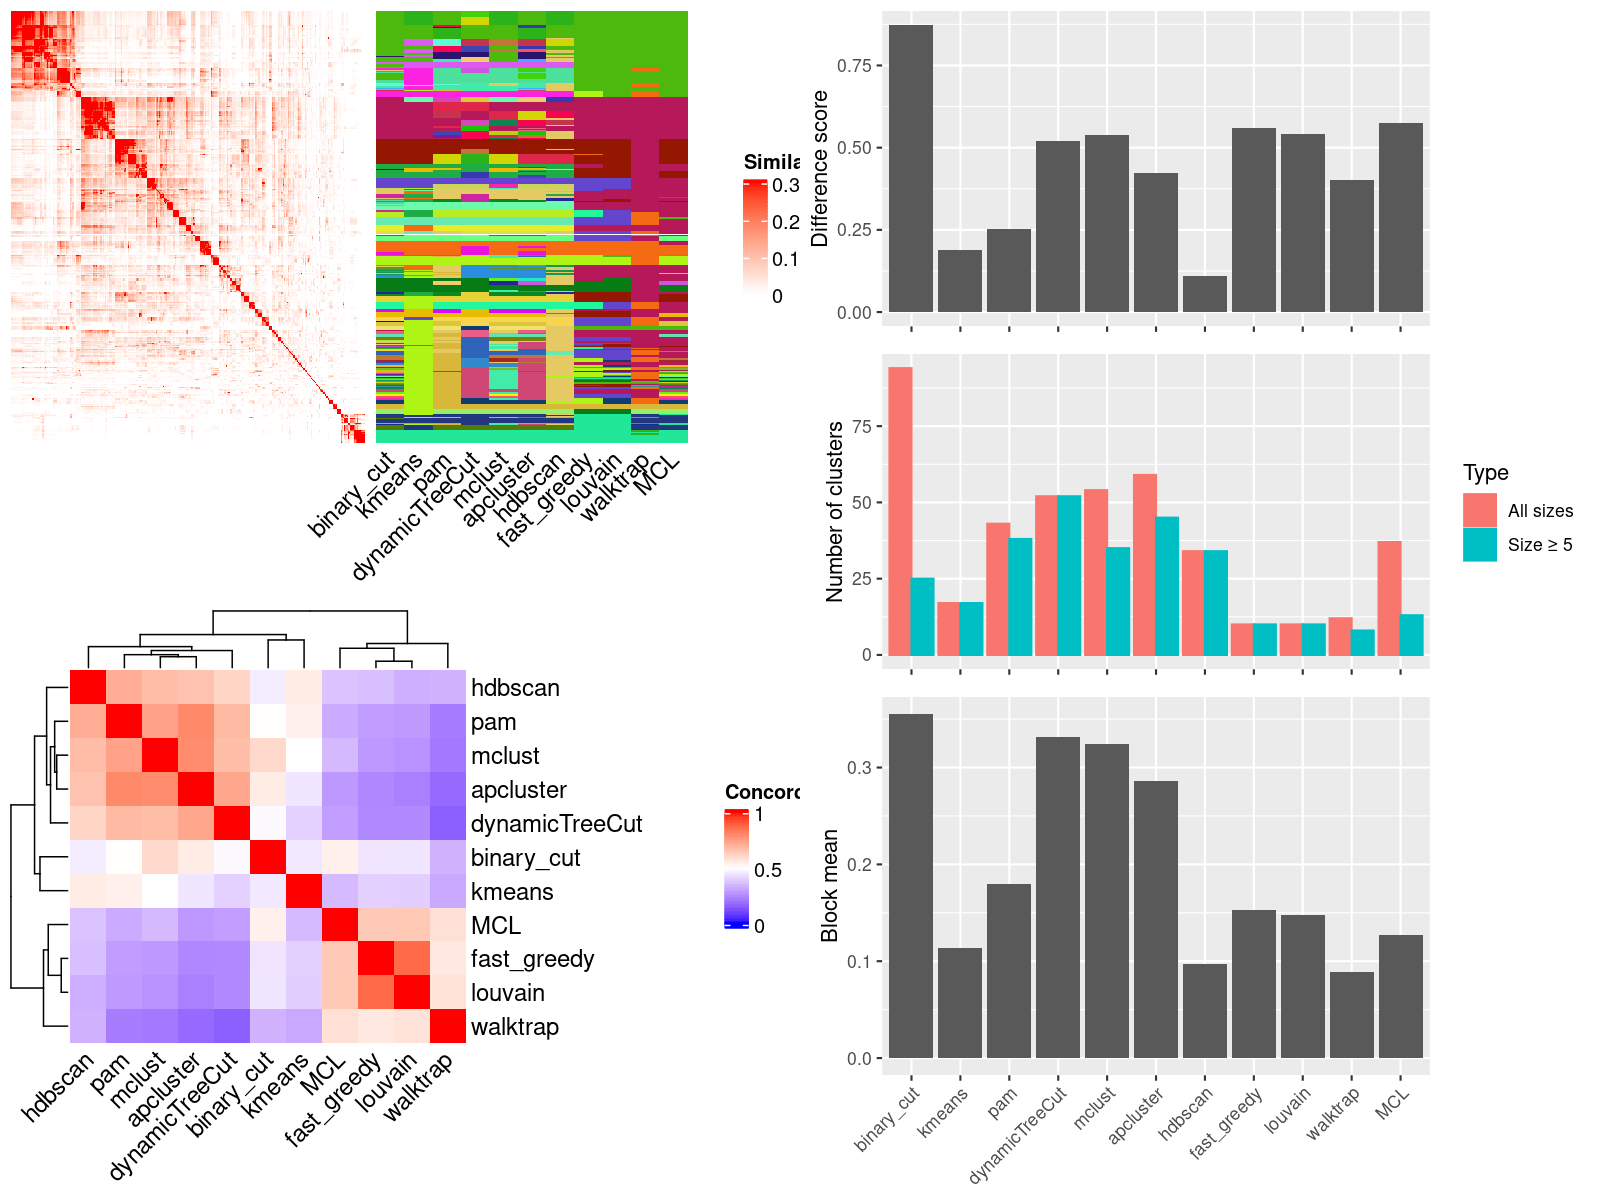 Simila
0.3
0.2
0.1
0
binary_cut
kmeans
pam
dynamicTreeCut
mclust
apcluster
hdbscan
fast_greedy
louvain
walktrap
MCL
hdbscan
pam
mclust
apcluster
dynamicTreeCut
binary_cut
kmeans
MCL
fast_greedy
louvain
walktrap
hdbscan
pam
mclust
apcluster
dynamicTreeCut
binary_cut
kmeans
MCL
fast_greedy
louvain
walktrap
Concord
1
0.5
0
Difference score
0.75
0.50
0.25
0.00
Number of clusters
75
50
25
0
Type
All sizes
Size ≥ 5
Block mean
0.3
0.2
0.1
0.0
binary_cut
kmeans
pam
dynamicTreeCut
mclust
apcluster
hdbscan
fast_greedy
louvain
walktrap
MCL